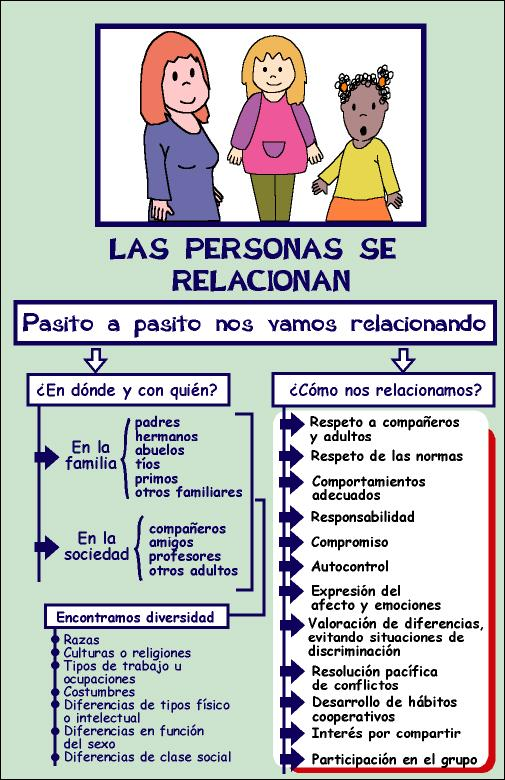 LAS PERSONAS SE
RELACIONAN
Pasito a pasito nos vamos relacionando
¿En dónde y con quién?
En la
familia
padres
hermanos
abuelos
tíos
primos
otros familiares
En la
sociedad
compañeros
amigos
profesores
otros adultos
Encontramos diversidad
Razas
Culturas o religiones
Tipos de trabajo u
ocupaciones
Costumbres
Diferencias de tipos físico
o intelectual
Diferencias en función
del sexo
Diferencias de clase social
¿Cómo nos relacionamos?
Respeto a compañeros
y adultos
Respeto de las normas
Comportamientos
adecuados
Responsabilidad
Compromiso
Autocontrol
Expresión del
afecto y emociones
Valoración de diferencias,
evitando situaciones de
discriminación
Resolución pacífica
de conflictos
Desarrollo de hábitos
cooperativos
Interés por compartir
Participación en el grupo